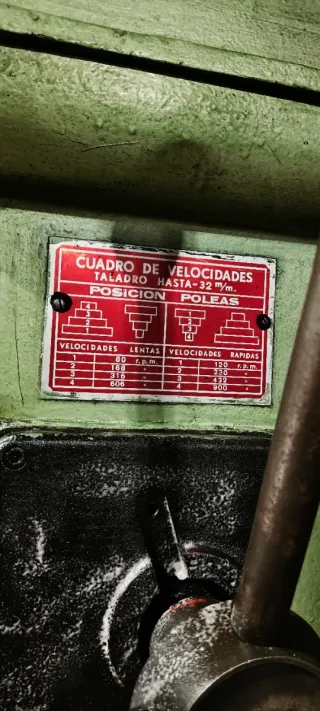 CUADRO DE VELOCIDADES
TALADRO HASTA-32 m/m.
POSICION POLEAS
4 1
3 2
2 3
1 4
VELOCIDADES LENTAS VELOCIDADES RAPIDAS
1 80 r.p.m. 1 120 r.p.m.
2 168 " 2 230 "
3 316 " 3 432 "
4 606 " 4 900 "